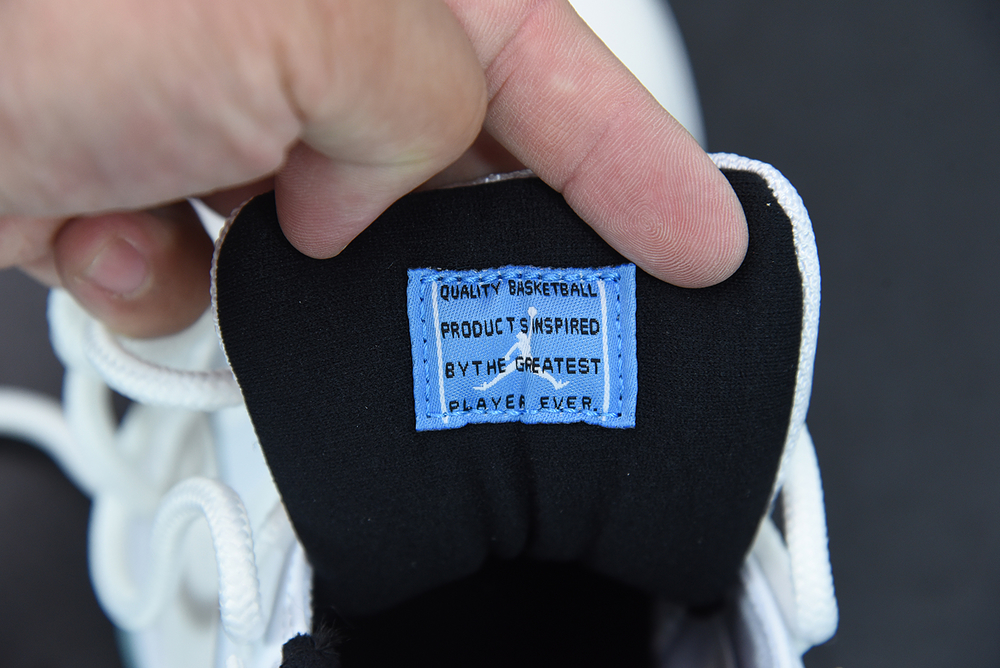 QUALITY BASKETBALL
PRODUCTS INSPIRED
BY THE GREATEST
PLAYER EVER.